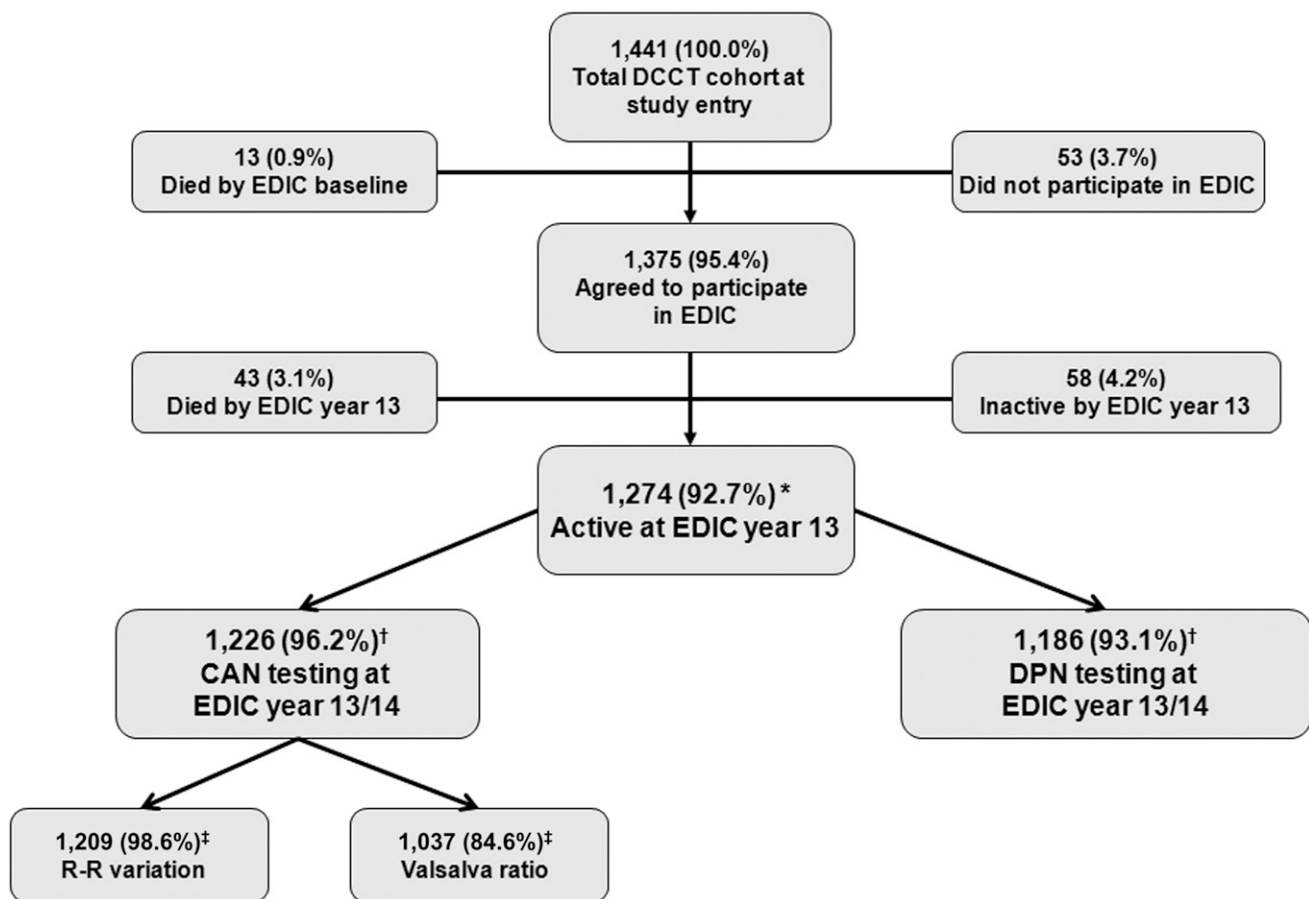 1,441 (100.0%)
Total DCCT cohort at
study entry
13 (0.9%)
Died by EDIC baseline
53 (3.7%)
Did not participate in EDIC
1,375 (95.4%)
Agreed to participate
in EDIC
43 (3.1%)
Died by EDIC year 13
58 (4.2%)
Inactive by EDIC year 13
1,274 (92.7%)*
Active at EDIC year 13
1,226 (96.2%)†
CAN testing at
EDIC year 13/14
1,186 (93.1%)†
DPN testing at
EDIC year 13/14
1,209 (98.6%)‡
R-R variation
1,037 (84.6%)‡
Valsalva ratio